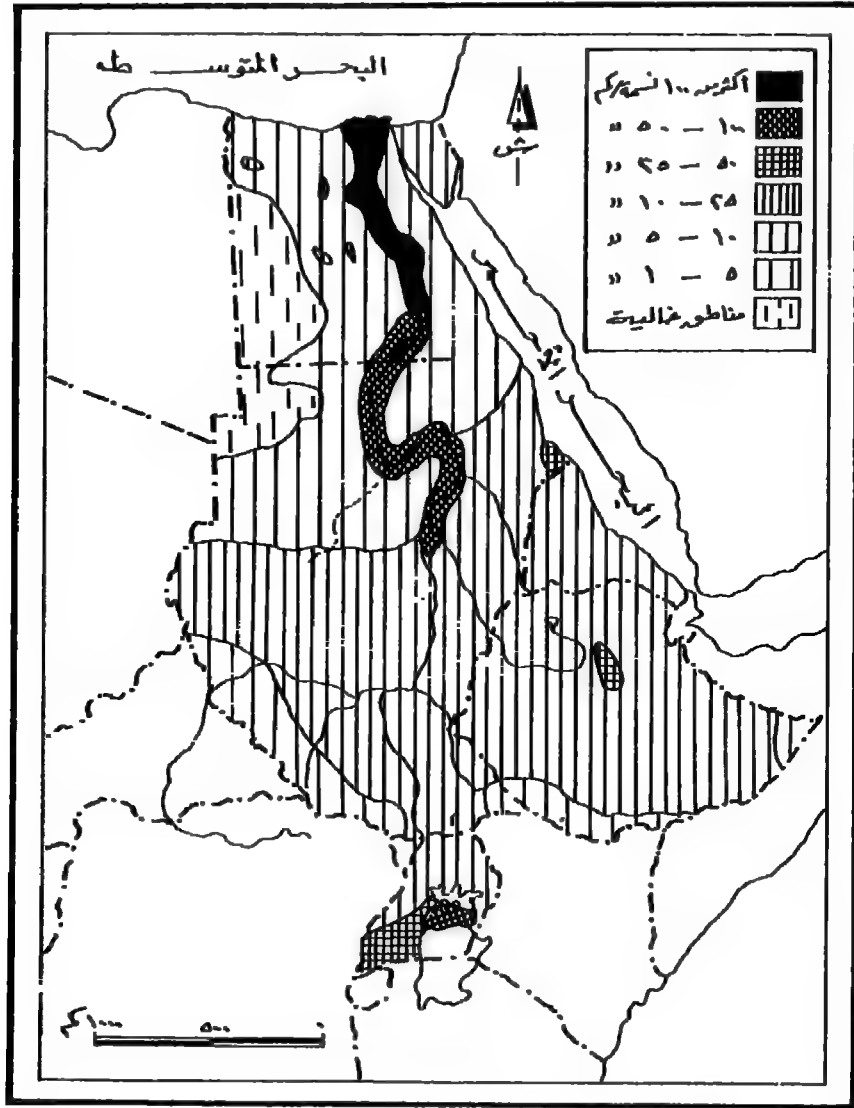 البحر المتوسط
أكثر من ١٠٠ نسمة/كم
١٠٠ — ٥٠ "
٥٠ — ٢٥ "
٢٥ — ١٠ "
١٠ — ٥ "
٥ — ١ "
مناطق خالية
ش
البحر الأحمر
١٠٠٠ كم ٥٠٠ ٠